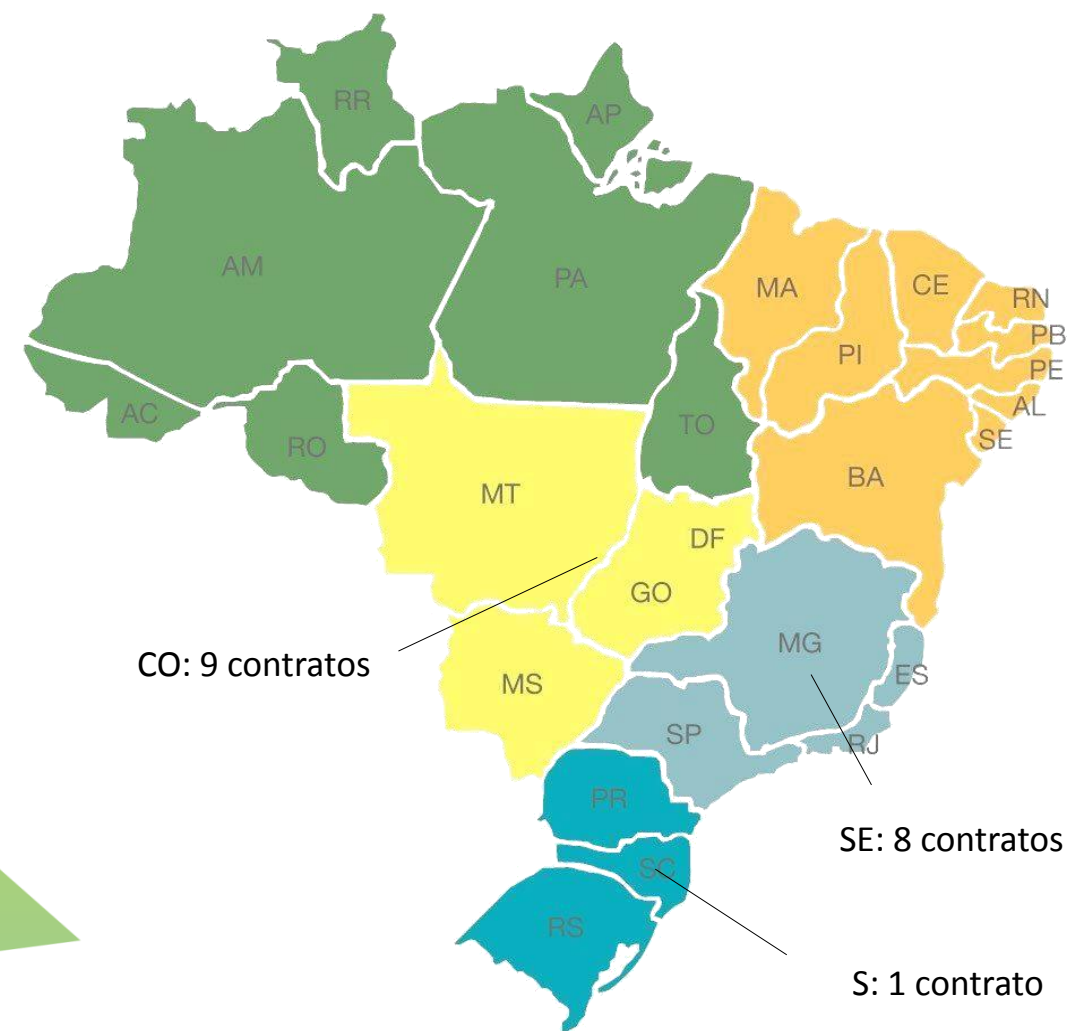 RR
AP
AM
PA
MA
CE
RN
PB
PI
PE
AL
AC
TO
SE
RO
BA
MT
DF
GO
MG
CO: 9 contratos
ES
MS
SP
RJ
PR
SE: 8 contratos
SC
RS
S: 1 contrato